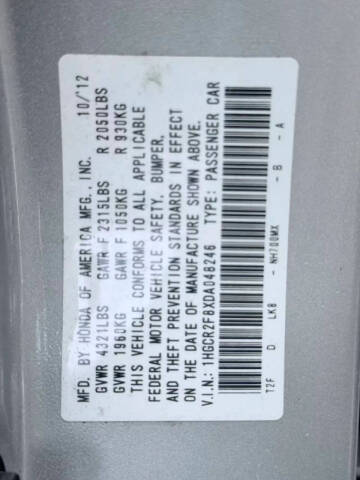 MFD. BY HONDA OF AMERICA MFG.,INC. 10/12
GVWR 4321LBS GAWR F 2315LBS R 2050LBS
GVWR 1960KG GAWR F 1050KG R 930KG
THIS VEHICLE CONFORMS TO ALL APPLICABLE
FEDERAL MOTOR VEHICLE SAFETY, BUMPER,
AND THEFT PREVENTION STANDARDS IN EFFECT
ON THE DATE OF MANUFACTURE SHOWN ABOVE.
V.I.N.: 1HGCR2F8XDA048246 TYPE: PASSENGER CAR
T2F D LK8 - NH700MX - B - A